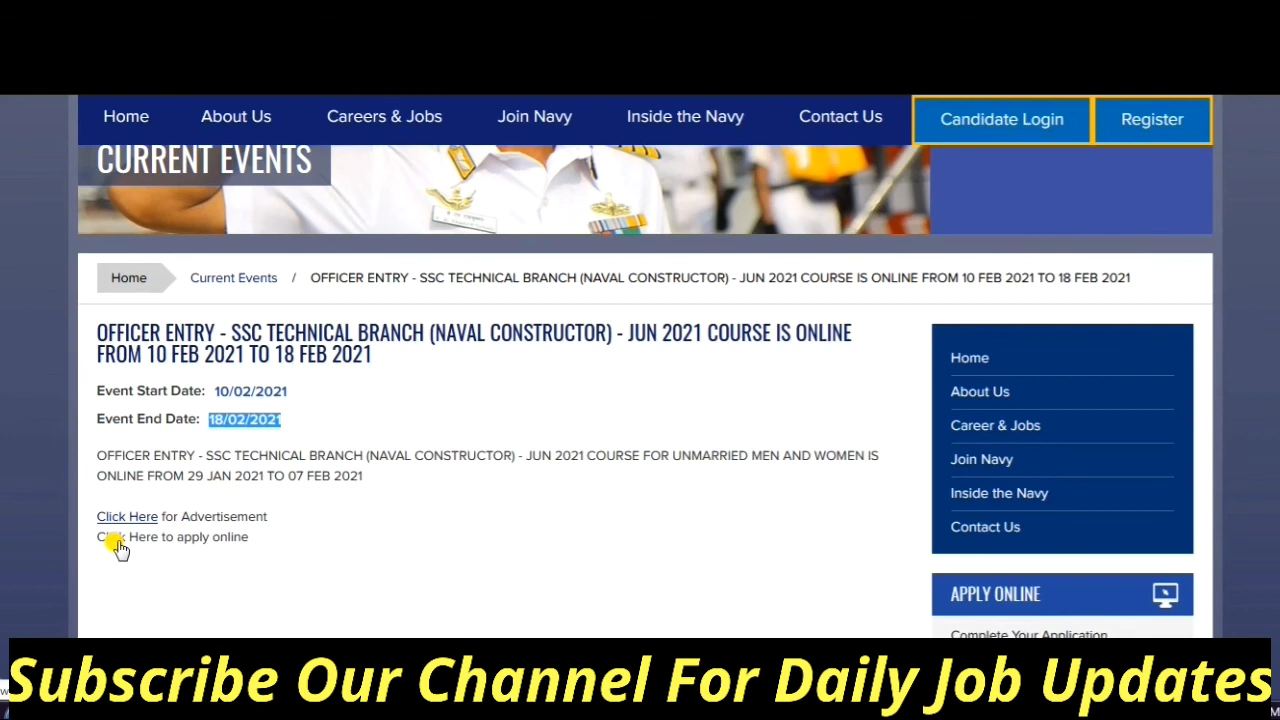 Home About Us Careers & Jobs Join Navy Inside the Navy Contact Us Candidate Login Register
CURRENT EVENTS
Home Current Events / OFFICER ENTRY - SSC TECHNICAL BRANCH (NAVAL CONSTRUCTOR) - JUN 2021 COURSE IS ONLINE FROM 10 FEB 2021 TO 18 FEB 2021
OFFICER ENTRY - SSC TECHNICAL BRANCH (NAVAL CONSTRUCTOR) - JUN 2021 COURSE IS ONLINE
FROM 10 FEB 2021 TO 18 FEB 2021
Event Start Date: 10/02/2021
Event End Date: 18/02/2021
OFFICER ENTRY - SSC TECHNICAL BRANCH (NAVAL CONSTRUCTOR) - JUN 2021 COURSE FOR UNMARRIED MEN AND WOMEN IS
ONLINE FROM 29 JAN 2021 TO 07 FEB 2021
Click Here for Advertisement
Click Here to apply online
Home
About Us
Career & Jobs
Join Navy
Inside the Navy
Contact Us
APPLY ONLINE
Complete Your Application
Subscribe Our Channel For Daily Job Updates